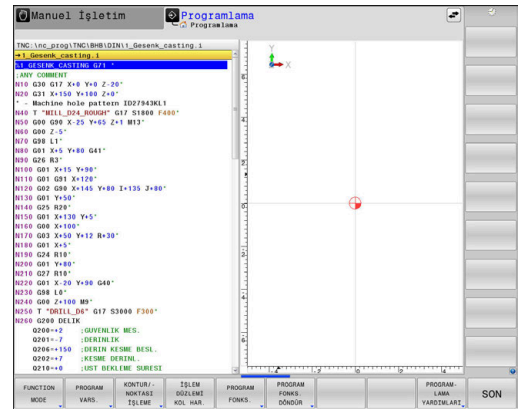 Manuel İşletim
Programlama
Programlama
TNC:\nc_prog\TNC\BHB\DIN\1_Gesenk_casting.i
→1_Gesenk_casting.i
%1_GESENK_CASTING G71 *
;ANY COMMENT
N10 G30 G17 X+0 Y+0 Z-20*
N20 G31 X+150 Y+100 Z+0*
* - Machine hole pattern ID27943KL1
N40 T "MILL_D24_ROUGH" G17 S1800 F400*
N50 G00 G90 X-25 Y+65 Z+1 M13*
N60 G00 Z-5*
N70 G98 L1*
N80 G01 X+5 Y+80 G41*
N90 G26 R3*
N100 G01 X+15 Y+90*
N110 G01 G91 X+120*
N120 G02 G90 X+145 Y+80 I+135 J+80*
N130 G01 Y+50*
N140 G25 R20*
N150 G01 X+130 Y+5*
N160 G00 X+100*
N170 G03 X+50 Y+12 R+30*
N180 G01 X+5*
N190 G24 R10*
N200 G01 Y+80*
N210 G27 R10*
N220 G01 X-20 Y+90 G40*
N230 G98 L0*
N240 G00 Z+100 M9*
N250 T "DRILL_D6" G17 S3000 F300*
N260 G200 DELIK
Q200=+2 ;GUVENLIK MES.
Q201=-7 ;DERINLIK
Q206=+150 ;DERIN KESME BESL.
Q202=+7 ;KESME DERINL.
Q210=+0 ;UST BEKLEME SURESI
Y
X
FUNCTION MODE
PROGRAM VARS.
KONTUR/- NOKTASI İŞLEME
İŞLEM DÜZLEMİ KOL HAR.
PROGRAM FONKS.
PROGRAM FONKS. DÖNDÜR
PROGRAM- LAMA YARDIMLARI
SON